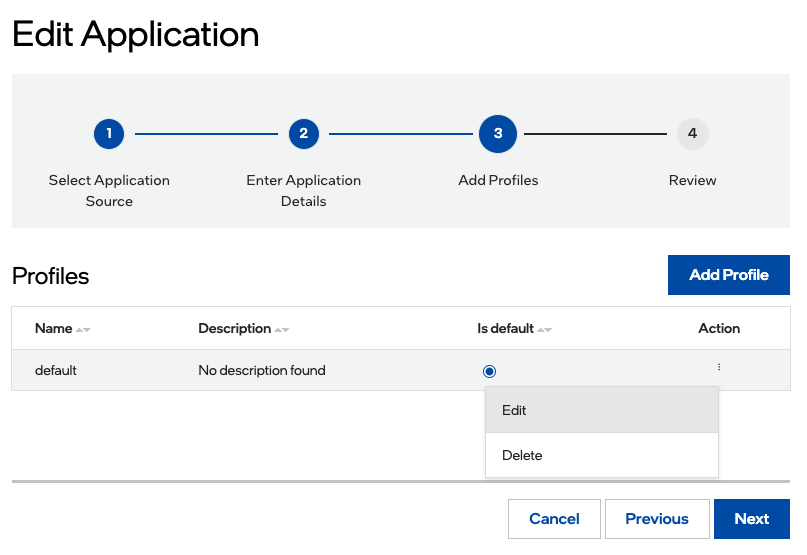 Edit Application
1
2
3
4
Select Application
Source
Enter Application
Details
Add Profiles
Review
Profiles
Add Profile
Name Description Is default Action
default No description found
Edit
Delete
Cancel Previous Next